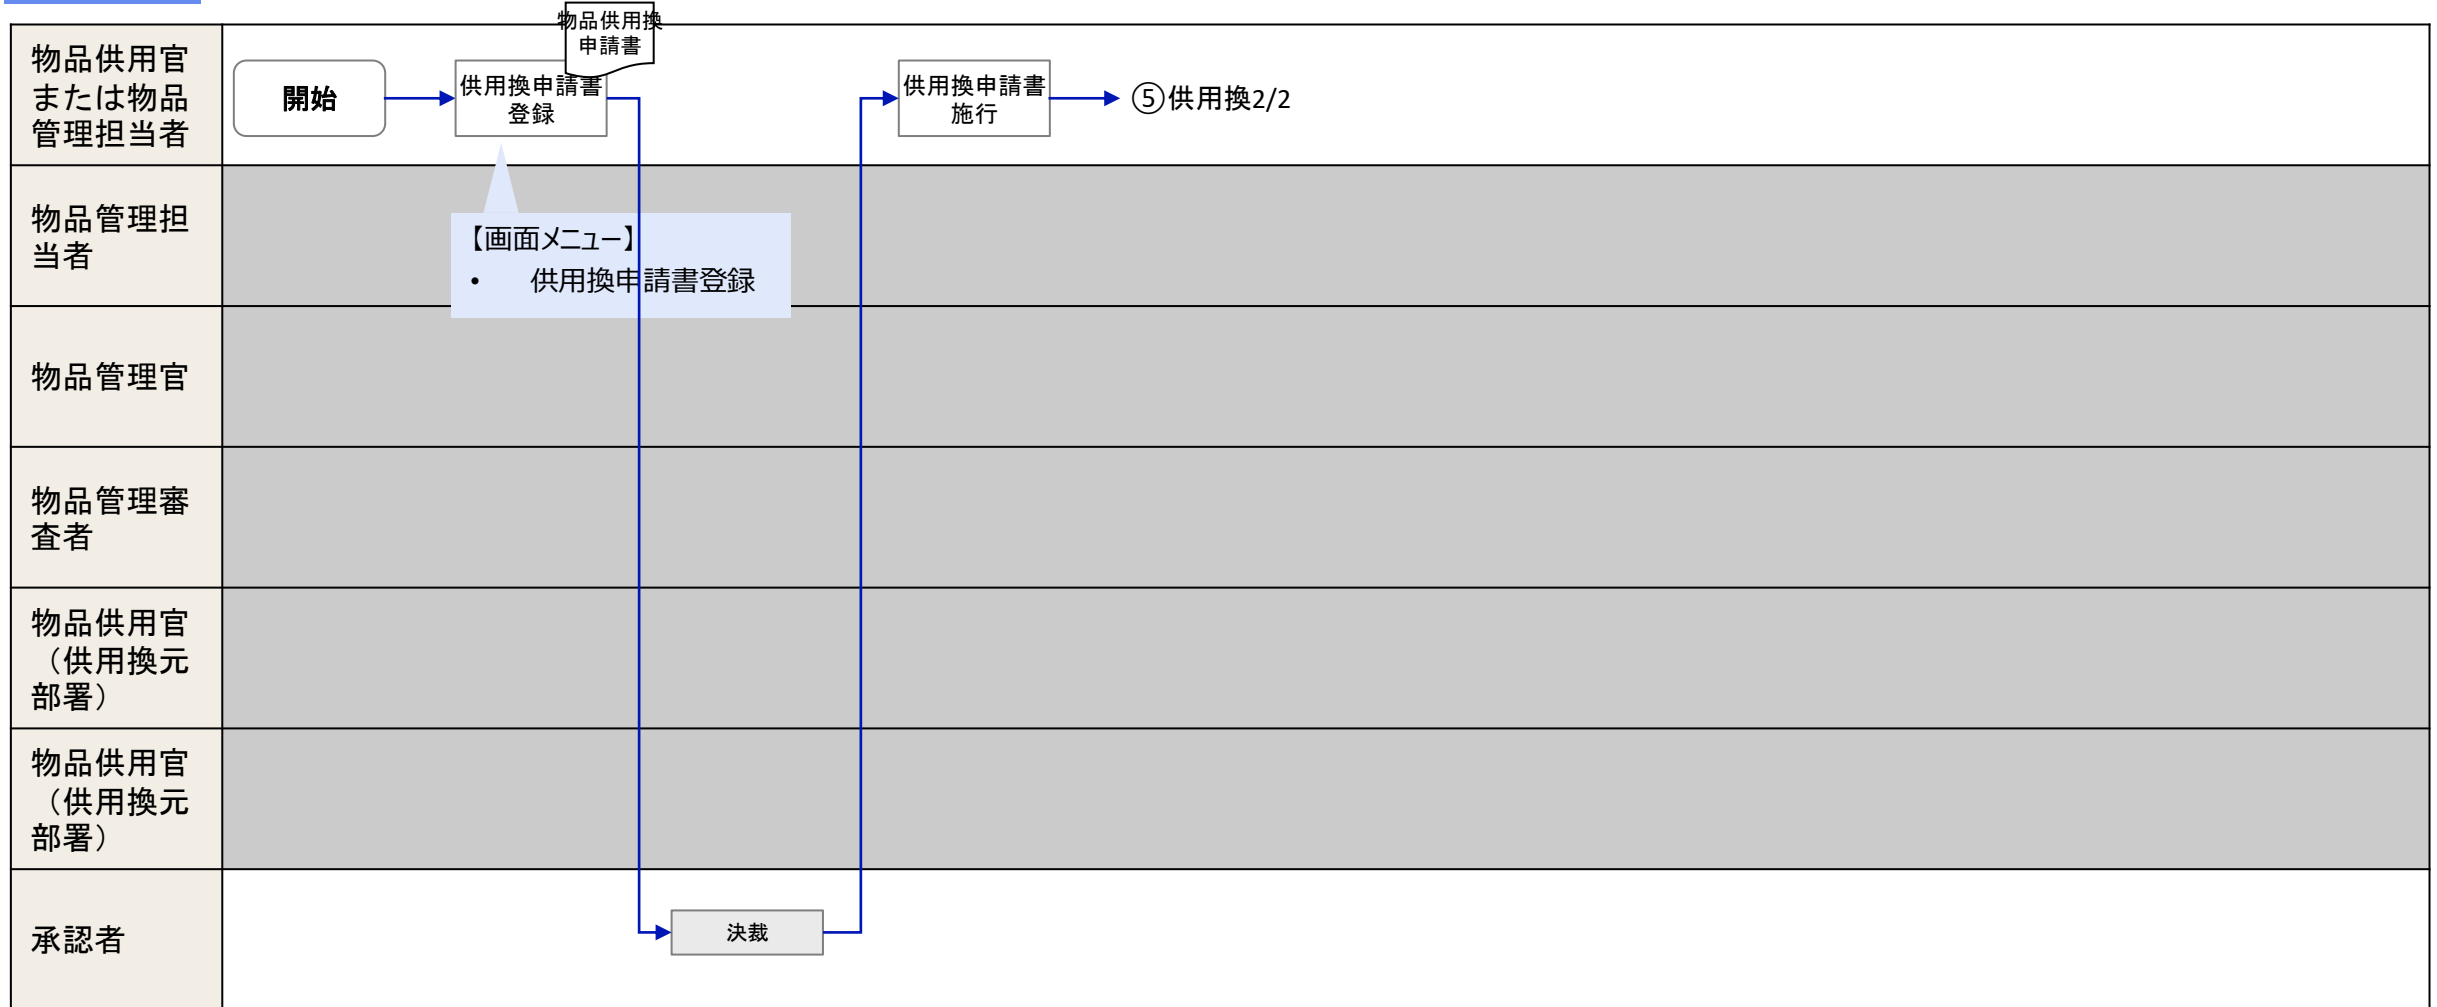 物品供用換
申請書
物品供用官
または物品
管理担当者
開始
供用換申請書
登録
供用換申請書
施行
⑤供用換2/2
物品管理担
当者
【画面メニュー】
• 供用換申請書登録
物品管理官
物品管理審
査者
物品供用官
（供用換元
部署）
物品供用官
（供用換元
部署）
承認者
決裁